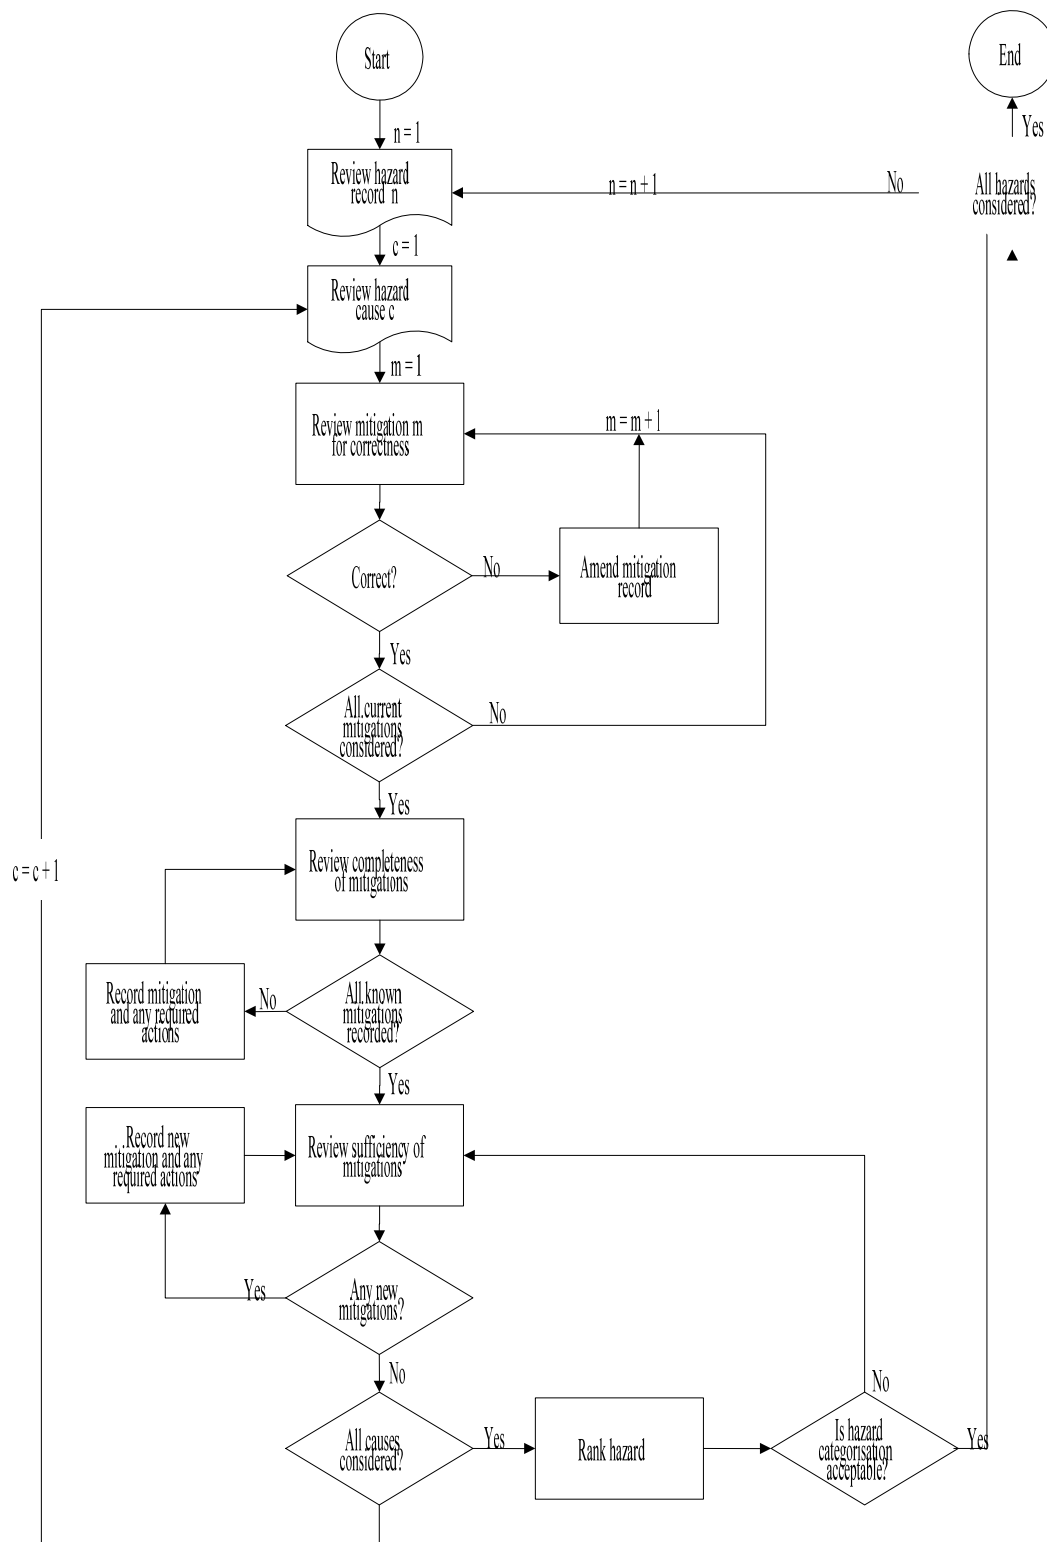 Start
End
n = 1
Yes
Review hazard
record n
n = n + 1
No
All hazards
considered?
c = 1
Review hazard
cause c
m = 1
Review mitigation m
for correctness
m = m + 1
Correct?
No
Amend mitigation
record
Yes
All current
mitigations
considered?
No
Yes
Review completeness
of mitigations
c = c + 1
Record mitigation
and any required
actions
No
All known
mitigations
recorded?
Yes
Record new
mitigation and any
required actions
Review sufficiency of
mitigations
Yes
Any new
mitigations?
No
No
All causes
considered?
Yes
Rank hazard
Is hazard
categorisation
acceptable?
Yes